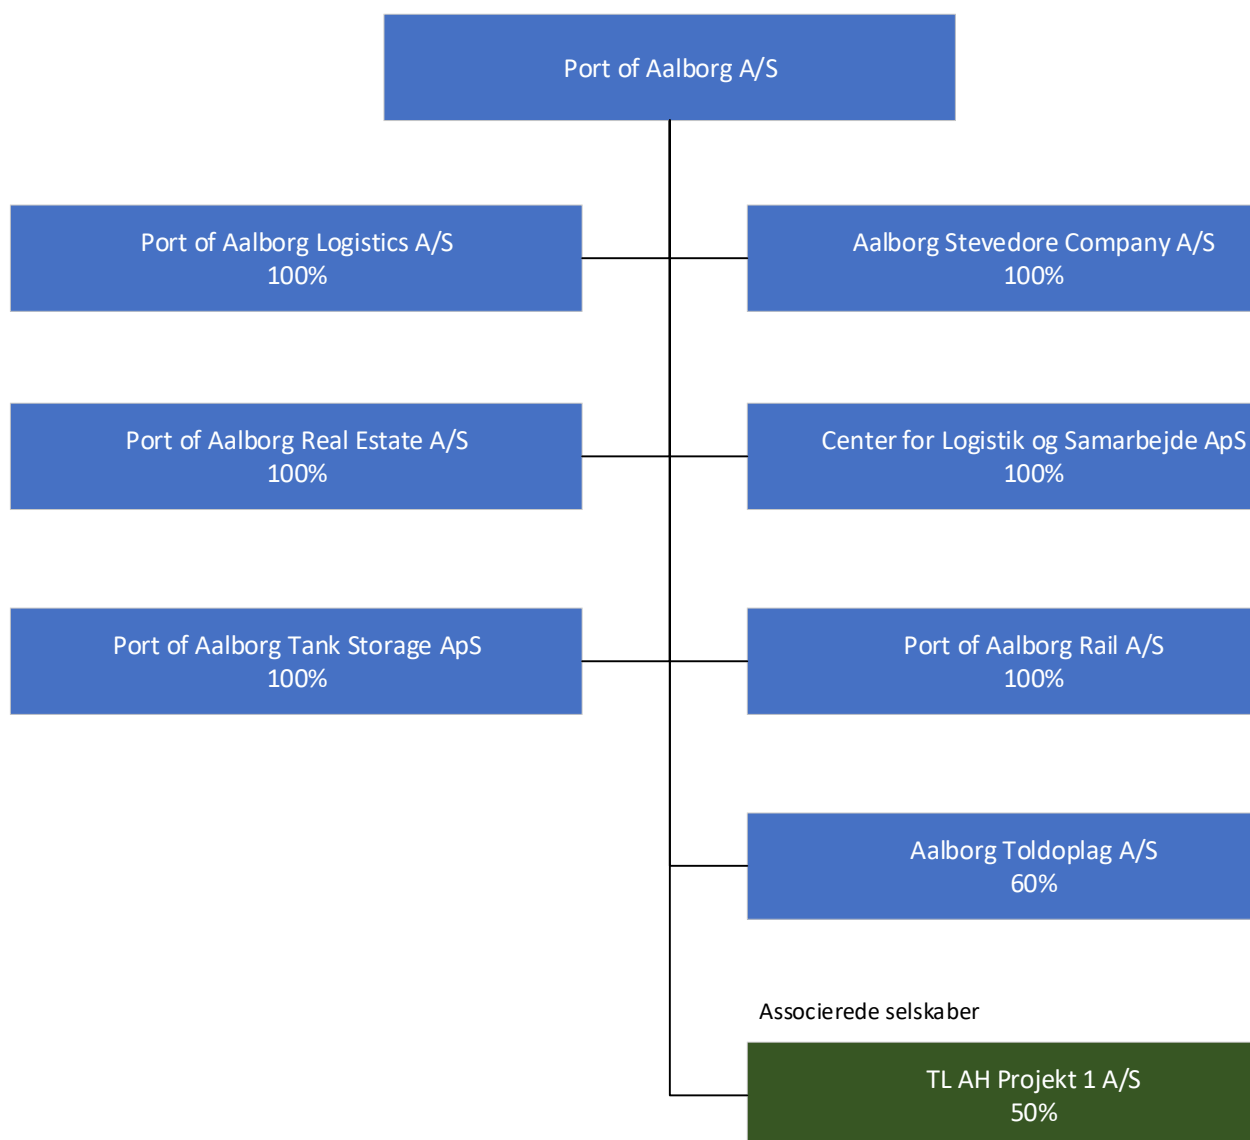 Port of Aalborg A/S
Port of Aalborg Logistics A/S
100%
Aalborg Stevedore Company A/S
100%
Port of Aalborg Real Estate A/S
100%
Center for Logistik og Samarbejde ApS
100%
Port of Aalborg Tank Storage ApS
100%
Port of Aalborg Rail A/S
100%
Aalborg Toldoplag A/S
60%
Associerede selskaber
TL AH Projekt 1 A/S
50%